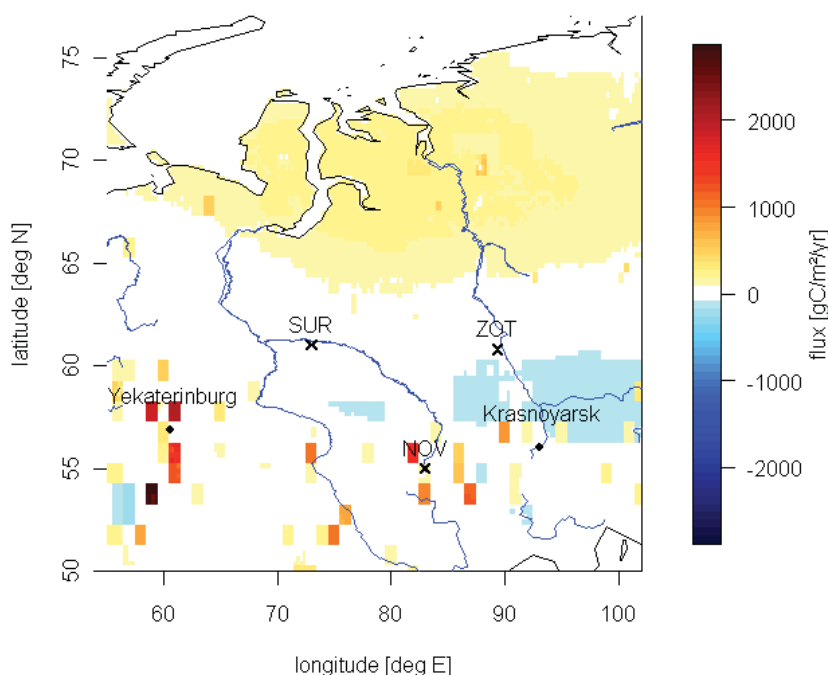 75
70
65
60
55
50
latitude [deg N]
SUR
ZOT
Yekaterinburg
Krasnoyarsk
NOV
60
70
80
90
100
longitude [deg E]
2000
1000
0
-1000
-2000
flux [gC/m²/yr]